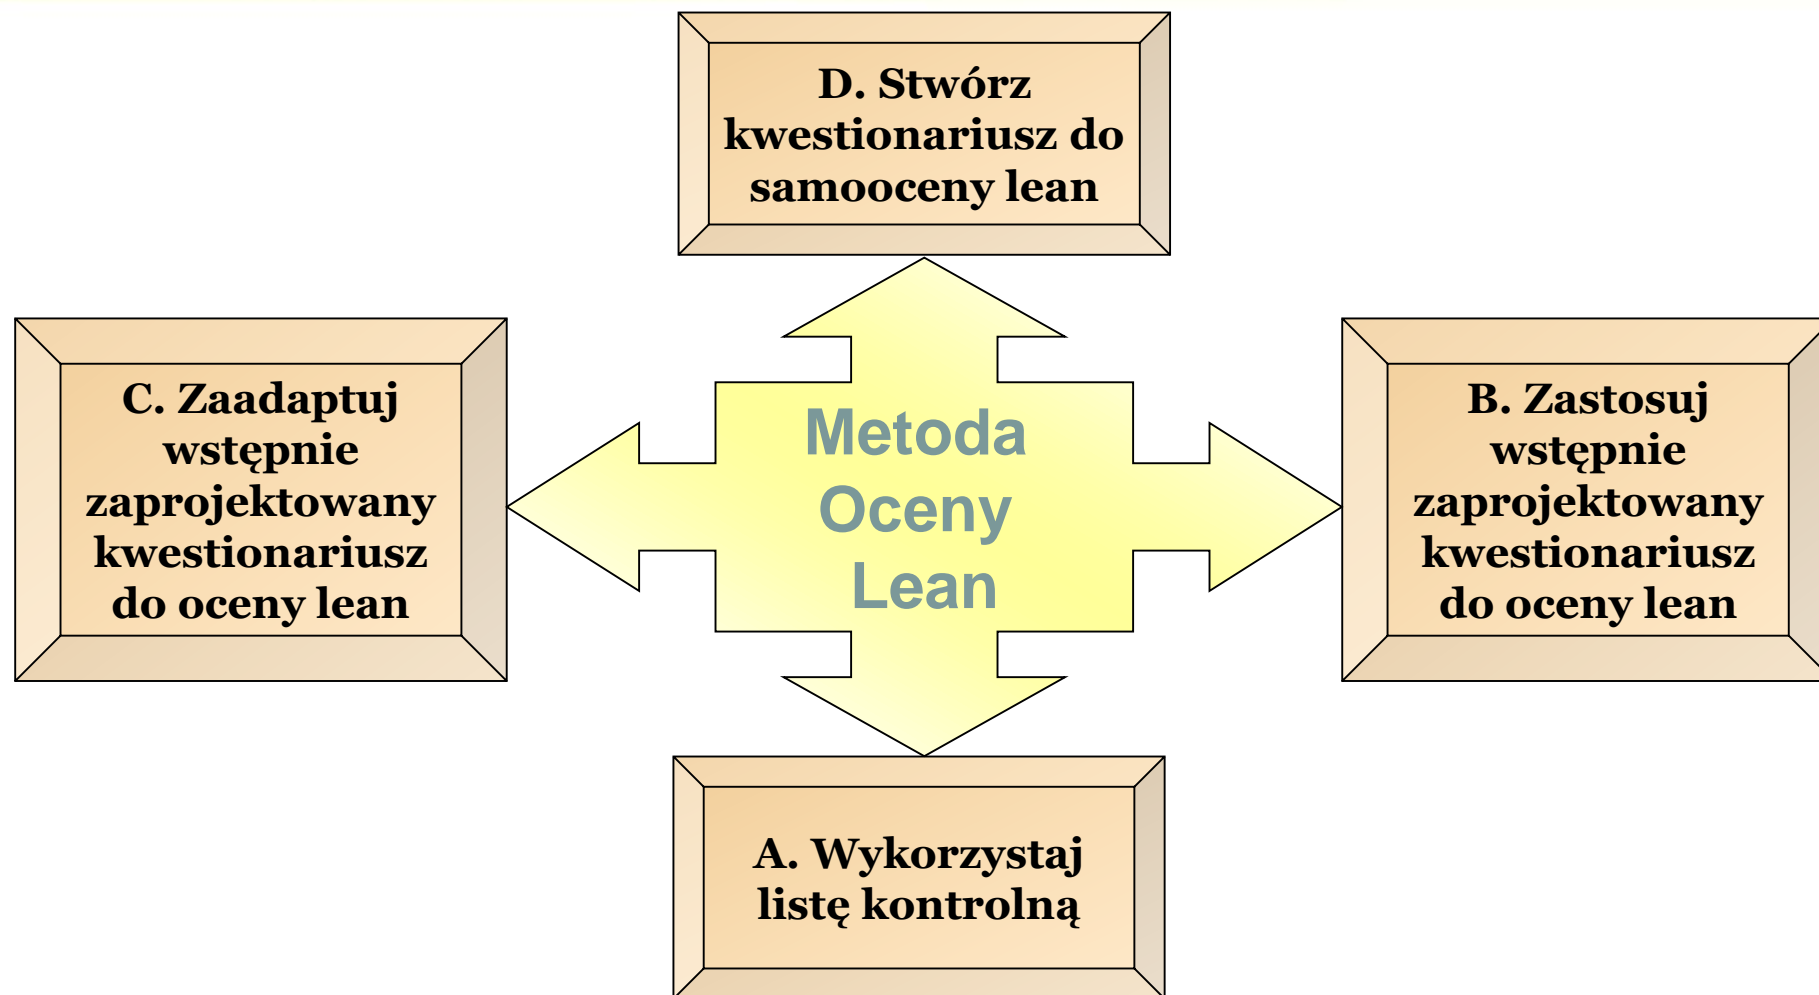 D. Stwórz
kwestionariusz do
samooceny lean
C. Zaadaptuj
wstępnie
zaprojektowany
kwestionariusz
do oceny lean
Metoda
Oceny
Lean
B. Zastosuj
wstępnie
zaprojektowany
kwestionariusz
do oceny lean
A. Wykorzystaj
listę kontrolną